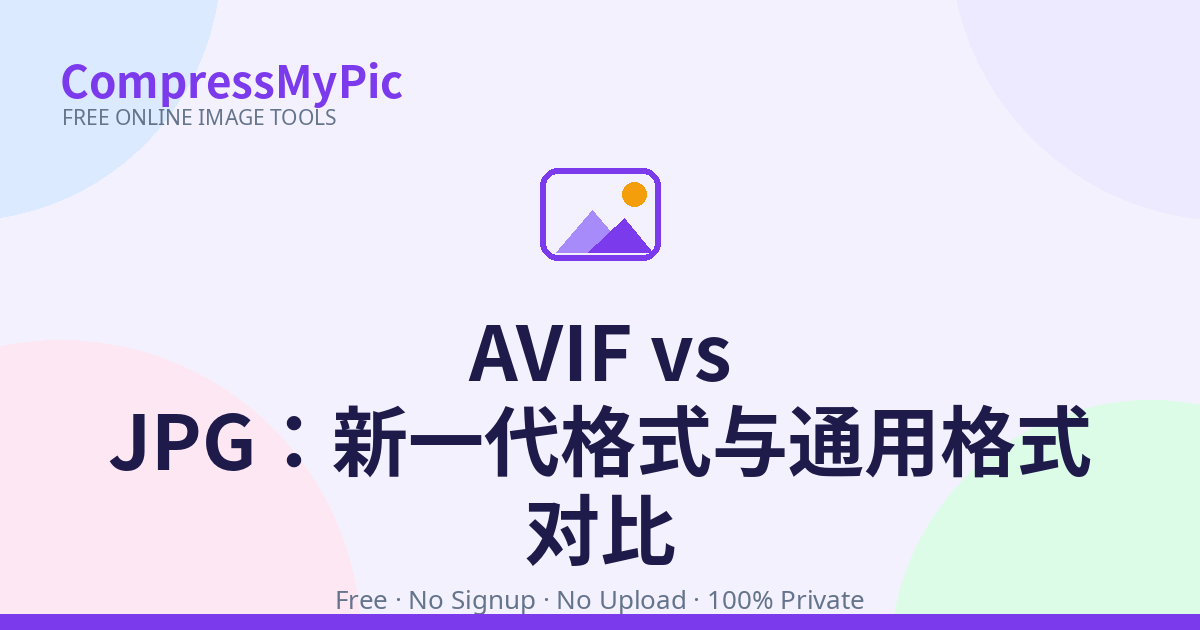 CompressMyPic
FREE ONLINE IMAGE TOOLS
AVIF vs
JPG：新一代格式与通用格式
对比
Free · No Signup · No Upload · 100% Private